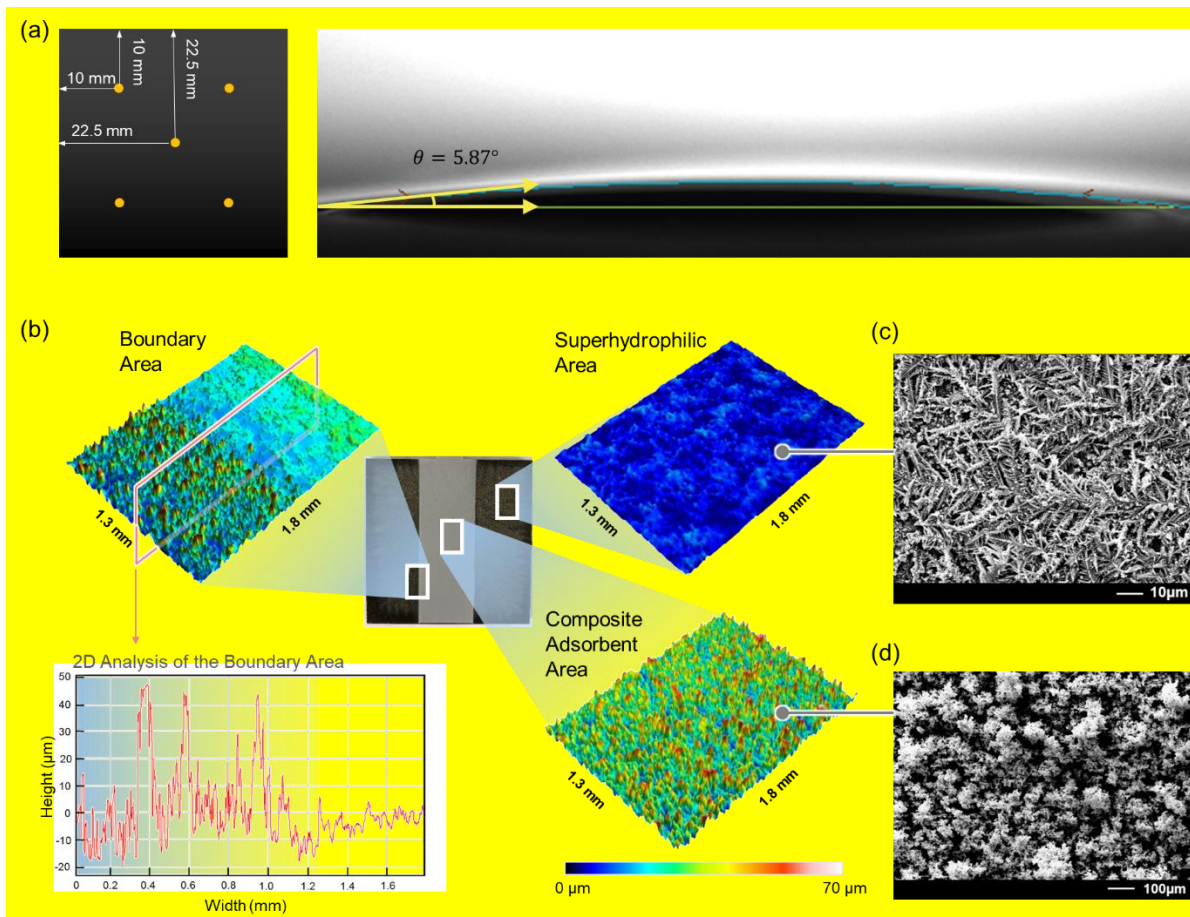 (a)
10 mm
22.5 mm
10 mm
22.5 mm
θ = 5.87°
(b)
Boundary
Area
1.3 mm
1.8 mm
Superhydrophilic
Area
1.3 mm
1.8 mm
(c)
10μm
Composite
Adsorbent
Area
1.3 mm
1.8 mm
(d)
100μm
2D Analysis of the Boundary Area
Height (μm)
50
40
30
20
10
0
-10
-20
0 0.2 0.4 0.6 0.8 1.0 1.2 1.4 1.6
Width (mm)
0 μm
70 μm